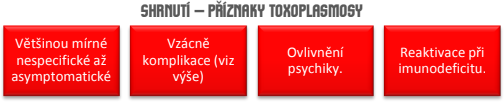 SHRNUTÍ – PŘÍZNAKY TOXOPLASMOSY
Většinou mírné
nespecifické až
asymptomatické
Vzácně
komplikace (viz
výše)
Ovlivnění
psychiky.
Reaktivace při
imunodeficitu.